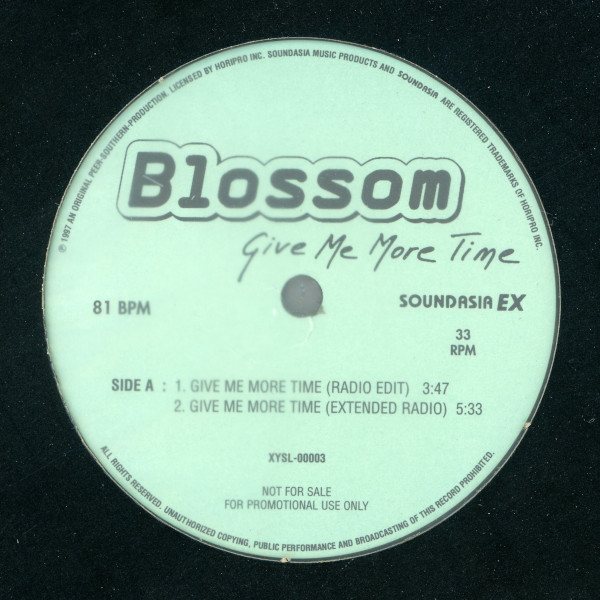 ℗ 1997 AN ORIGINAL PEER-SOUTHERN-PRODUCTION, LICENSED BY HORIPRO INC. SOUNDASIA MUSIC PRODUCTS AND SOUNDASIA ARE REGISTERED TRADEMARKS OF HORIPRO INC.
Blossom
Give Me More Time
81 BPM
SOUNDASIA EX
33
RPM
SIDE A : 1. GIVE ME MORE TIME (RADIO EDIT) 3:47
2. GIVE ME MORE TIME (EXTENDED RADIO) 5:33
XYSL-00003
NOT FOR SALE
FOR PROMOTIONAL USE ONLY
ALL RIGHTS RESERVED. UNAUTHORIZED COPYING, PUBLIC PERFORMANCE AND BROADCASTING OF THIS RECORD PROHIBITED.